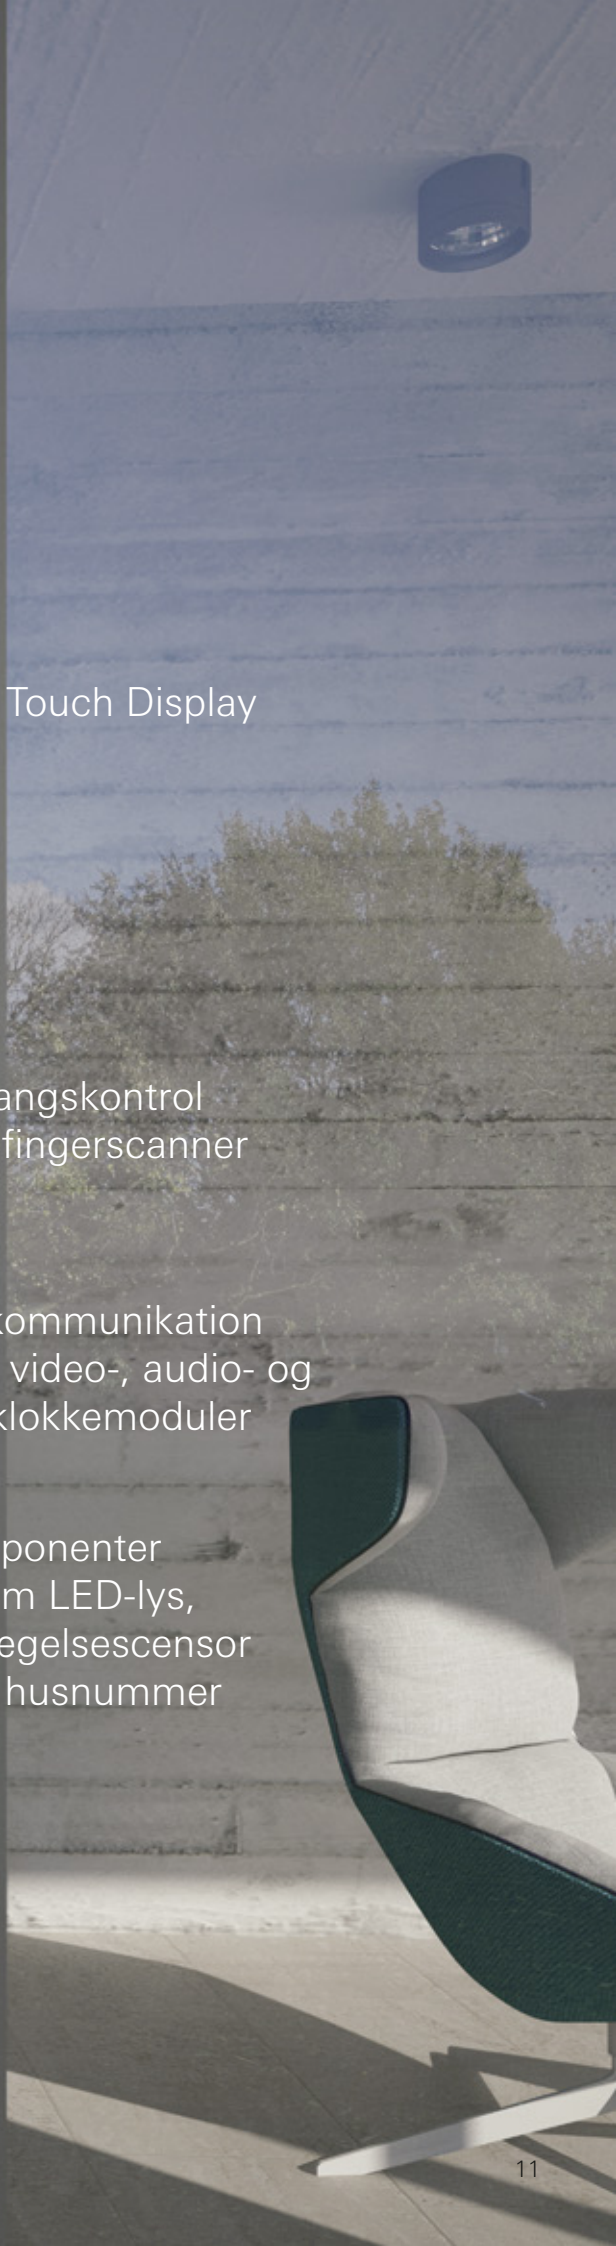 Touch Display
angskontrol
fingerscanner
kommunikation
video-, audio- og
klokkemoduler
ponenter
m LED-lys,
egelsescensor
husnummer
11